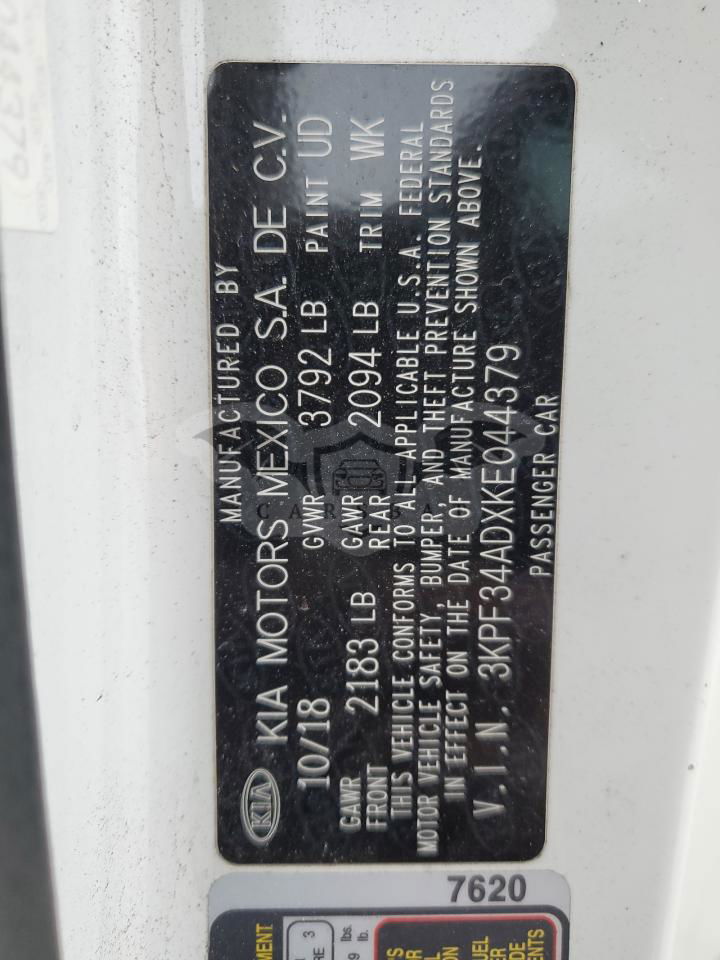 MANUFACTURED BY
KIA KIA MOTORS MEXICO S.A. DE C.V.
10/18 GVWR 3792 LB PAINT UD
GAWR FRONT 2183 LB GAWR REAR 2094 LB TRIM WK
THIS VEHICLE CONFORMS TO ALL APPLICABLE U.S.A. FEDERAL
MOTOR VEHICLE SAFETY, BUMPER, AND THEFT PREVENTION STANDARDS
IN EFFECT ON THE DATE OF MANUFACTURE SHOWN ABOVE.
V.I.N. 3KPF34ADXKE044379
PASSENGER CAR
7620